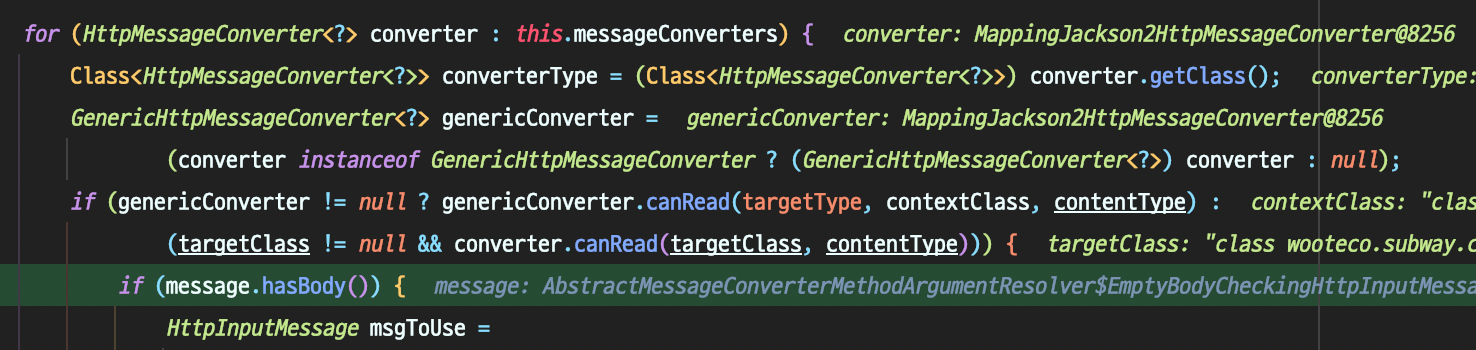 for (HttpMessageConverter<?> converter : this.messageConverters) {  converter: MappingJackson2HttpMessageConverter@8256
Class<HttpMessageConverter<?>> converterType = (Class<HttpMessageConverter<?>>) converter.getClass();  converterType:
GenericHttpMessageConverter<?> genericConverter =  genericConverter: MappingJackson2HttpMessageConverter@8256
(converter instanceof GenericHttpMessageConverter ? (GenericHttpMessageConverter<?>) converter : null);
if (genericConverter != null ? genericConverter.canRead(targetType, contextClass, contentType) :  contextClass: "clas
(targetClass != null && converter.canRead(targetClass, contentType))) {  targetClass: "class wooteco.subway.c
if (message.hasBody()) {  message: AbstractMessageConverterMethodArgumentResolver$EmptyBodyCheckingHttpInputMessa
HttpInputMessage msgToUse =